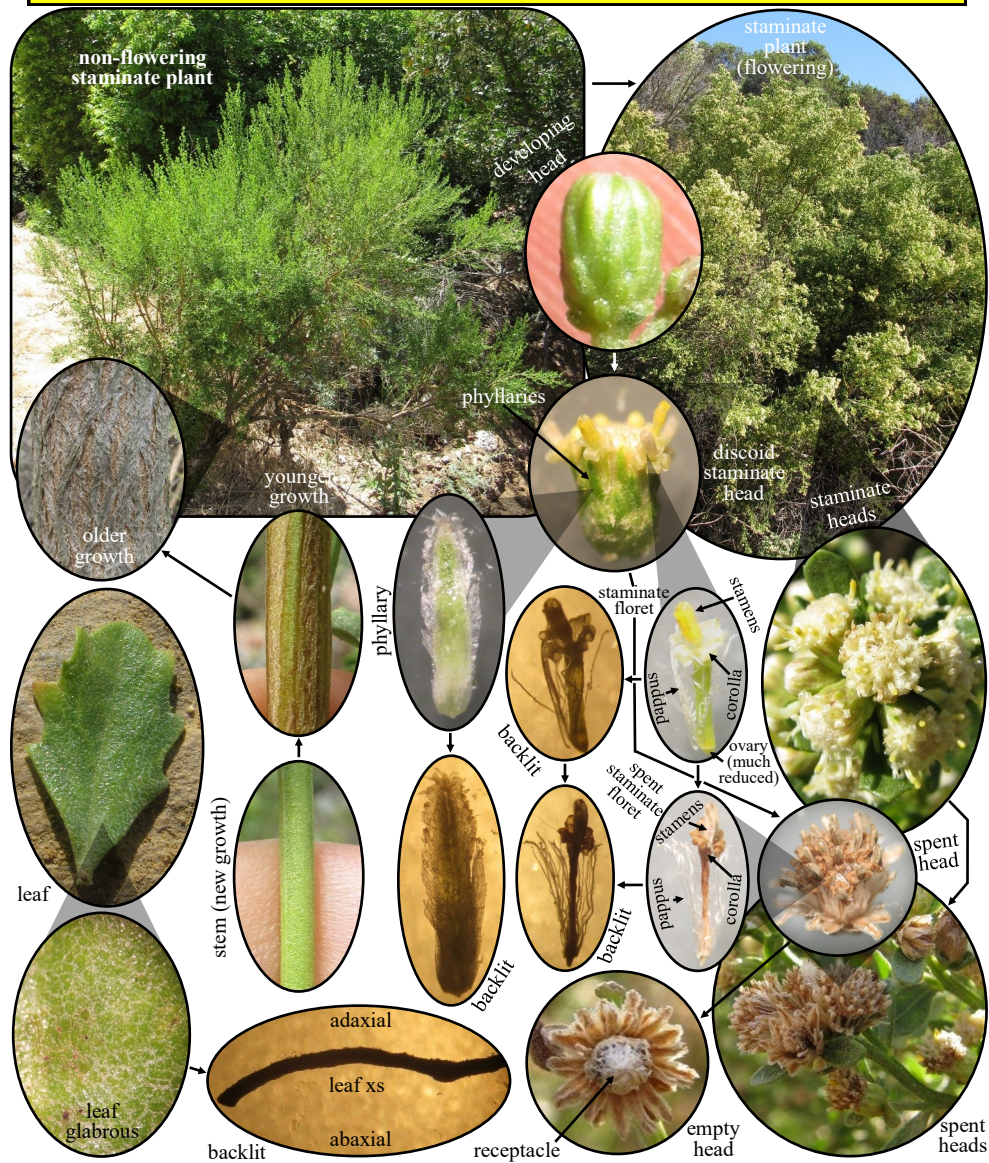 non-flowering
staminate plant
staminate
plant
(flowering)
developing
head
phyllaries
discoid
staminate
head
staminate
heads
younger
growth
older
growth
phyllary
staminate
floret
stamens
corolla
pappus
ovary
(much
reduced)
backlit
spent
staminate
floret
stamens
corolla
pappus
spent
head
leaf
stem (new growth)
backlit
backlit
adaxial
leaf xs
abaxial
backlit
leaf
glabrous
receptacle
empty
head
spent
heads